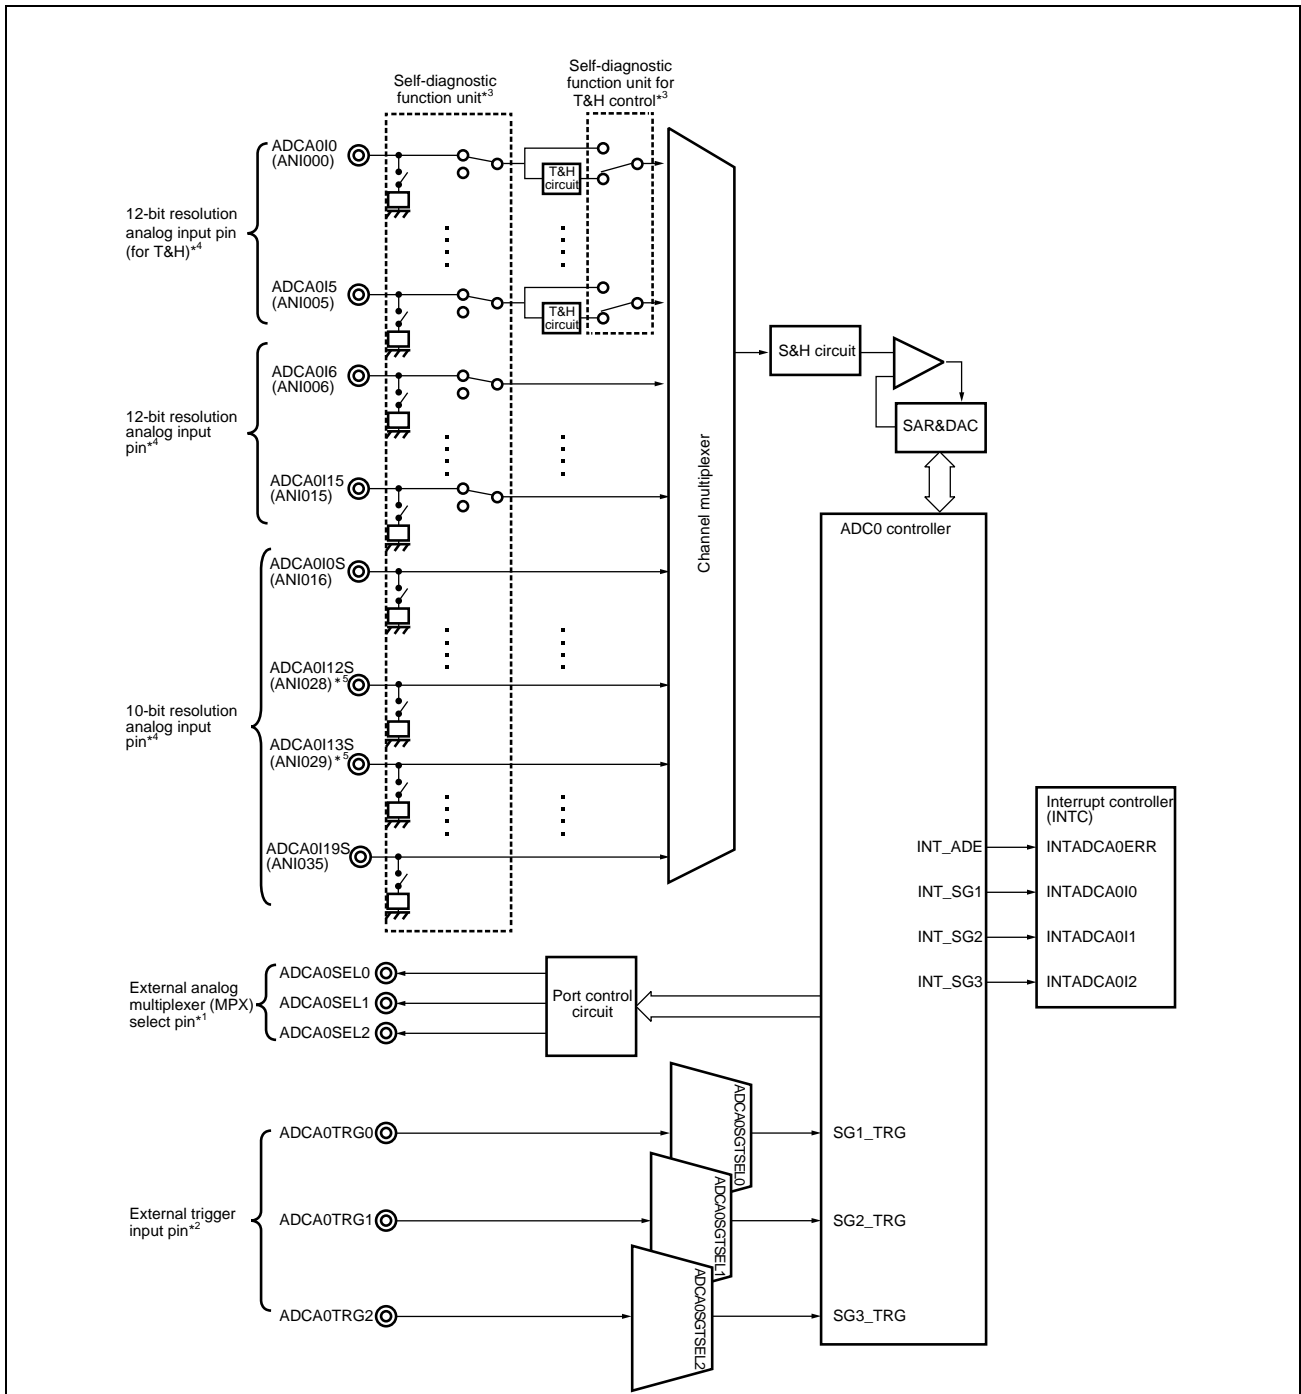 Self-diagnostic
function unit*3
Self-diagnostic
function unit for
T&H control*3
12-bit resolution
analog input pin
(for T&H)*4
ADCA0I0
(ANI000)
T&H
circuit
ADCA0I5
(ANI005)
T&H
circuit
12-bit resolution
analog input
pin*4
ADCA0I6
(ANI006)
ADCA0I15
(ANI015)
10-bit resolution
analog input
pin*4
ADCA0I0S
(ANI016)
ADCA0I12S
(ANI028)*5
ADCA0I13S
(ANI029)*5
ADCA0I19S
(ANI035)
Channel multiplexer
S&H circuit
SAR&DAC
ADC0 controller
INT_ADE
INT_SG1
INT_SG2
INT_SG3
Interrupt controller
(INTC)
INTADCA0ERR
INTADCA0I0
INTADCA0I1
INTADCA0I2
External analog
multiplexer (MPX)
select pin*1
ADCA0SEL0
ADCA0SEL1
ADCA0SEL2
Port control
circuit
External trigger
input pin*2
ADCA0TRG0
ADCA0SGTSEL0
SG1_TRG
ADCA0TRG1
ADCA0SGTSEL1
SG2_TRG
ADCA0TRG2
ADCA0SGTSEL2
SG3_TRG